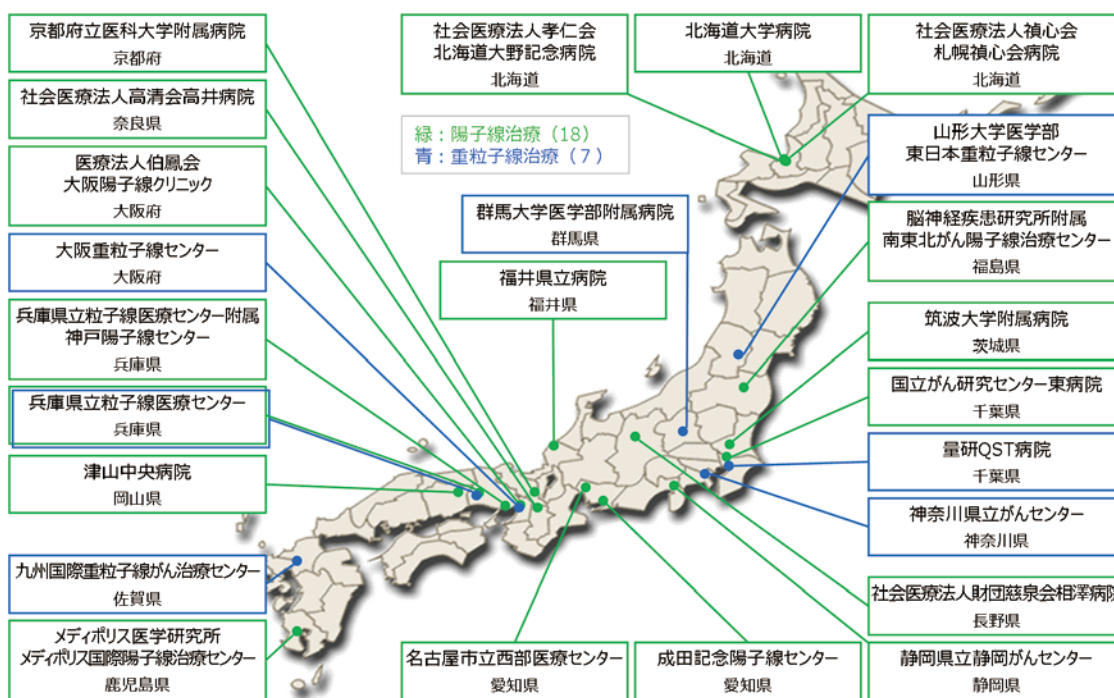 京都府立医科大学附属病院
京都府
社会医療法人高清会高井病院
奈良県
医療法人伯鳳会
大阪陽子線クリニック
大阪府
大阪重粒子線センター
大阪府
兵庫県立粒子線医療センター附属
神戸陽子線センター
兵庫県
兵庫県立粒子線医療センター
兵庫県
津山中央病院
岡山県
九州国際重粒子線がん治療センター
佐賀県
メディポリス医学研究所
メディポリス国際陽子線治療センター
鹿児島県
社会医療法人孝仁会
北海道大野記念病院
北海道
北海道大学病院
北海道
社会医療法人禎心会
札幌禎心会病院
北海道
緑：陽子線治療（18）
青：重粒子線治療（7）
群馬大学医学部附属病院
群馬県
福井県立病院
福井県
山形大学医学部
東日本重粒子線センター
山形県
脳神経疾患研究所附属
南東北がん陽子線治療センター
福島県
筑波大学附属病院
茨城県
国立がん研究センター東病院
千葉県
量研QST病院
千葉県
神奈川県立がんセンター
神奈川県
社会医療法人財団慈泉会相澤病院
長野県
名古屋市立西部医療センター
愛知県
成田記念陽子線センター
愛知県
静岡県立静岡がんセンター
静岡県